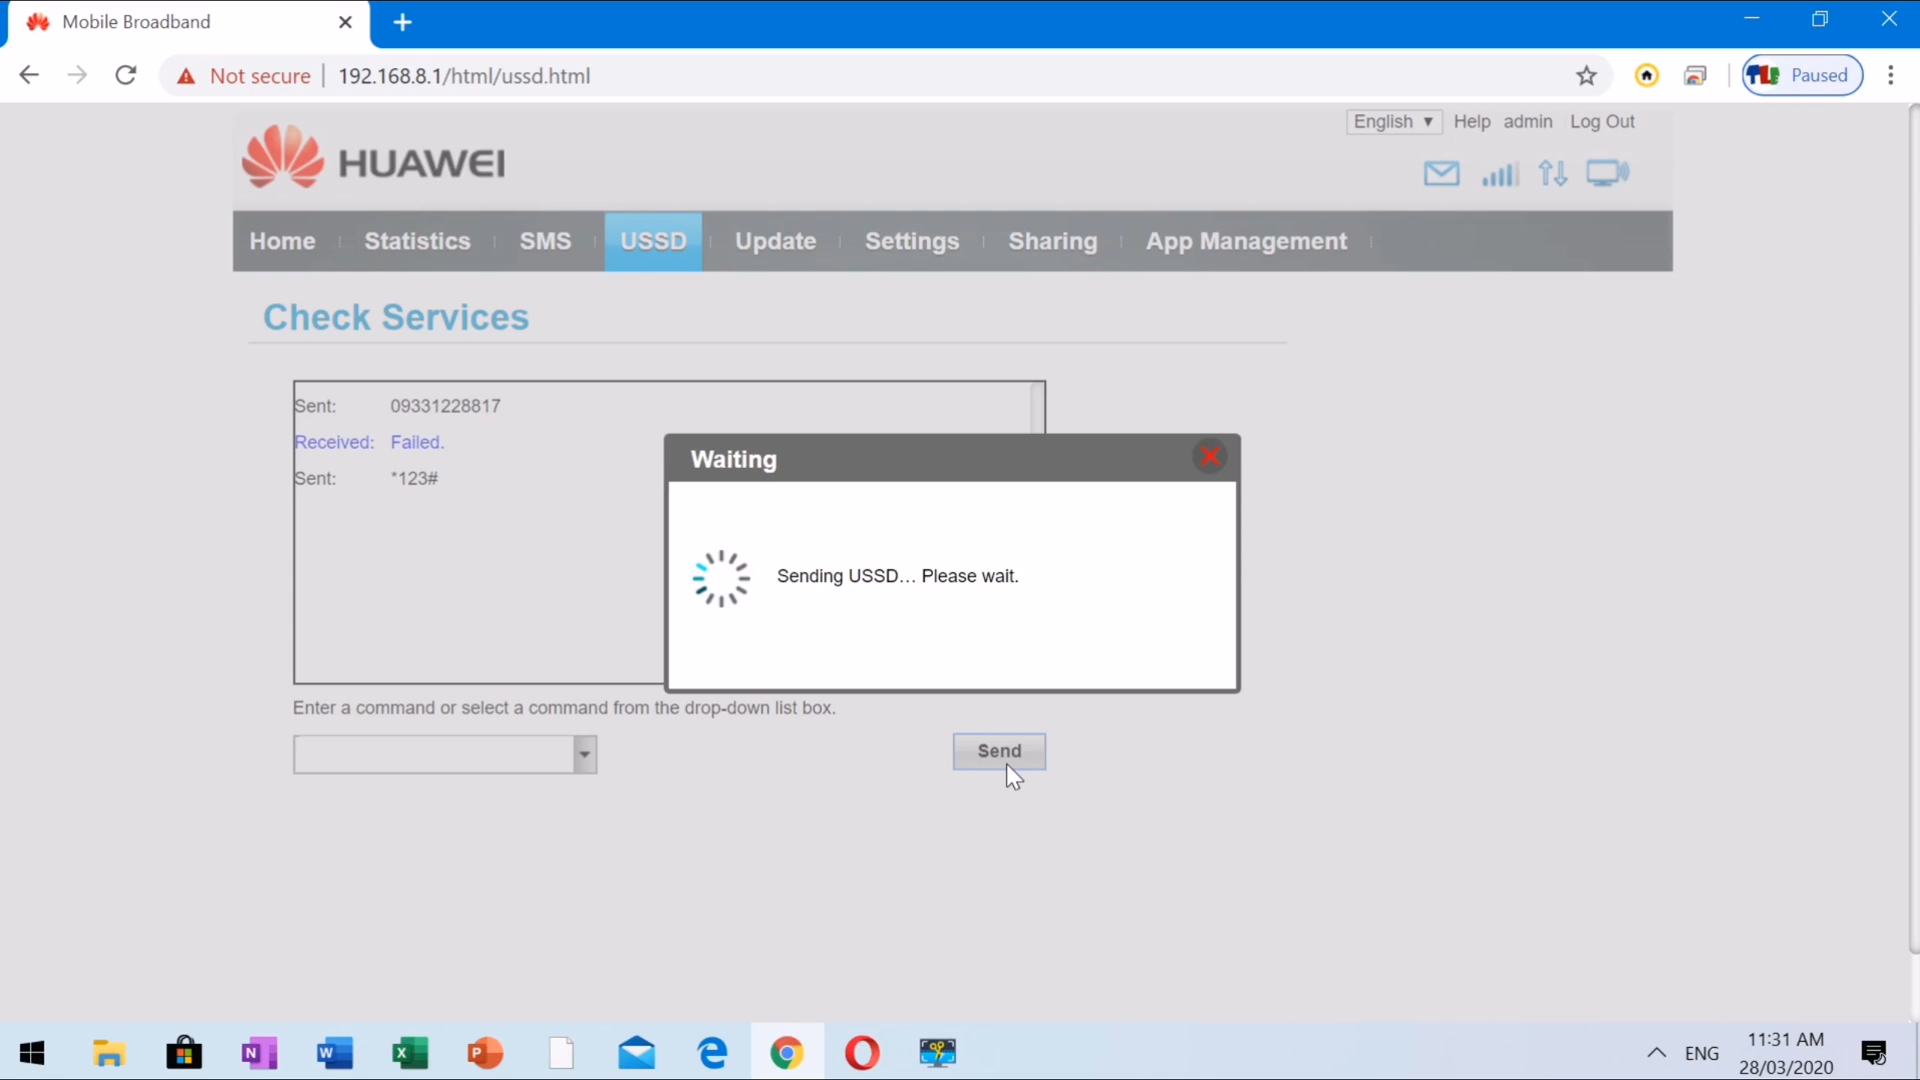 Mobile Broadband
Not secure 192.168.8.1/html/ussd.html
Paused
English ▼ Help admin Log Out
HUAWEI
Home Statistics SMS USSD Update Settings Sharing App Management
Check Services
Sent: 09331228817
Received: Failed.
Sent: *123#
Waiting
Sending USSD... Please wait.
Enter a command or select a command from the drop-down list box.
Send
11:31 AM
ENG
28/03/2020